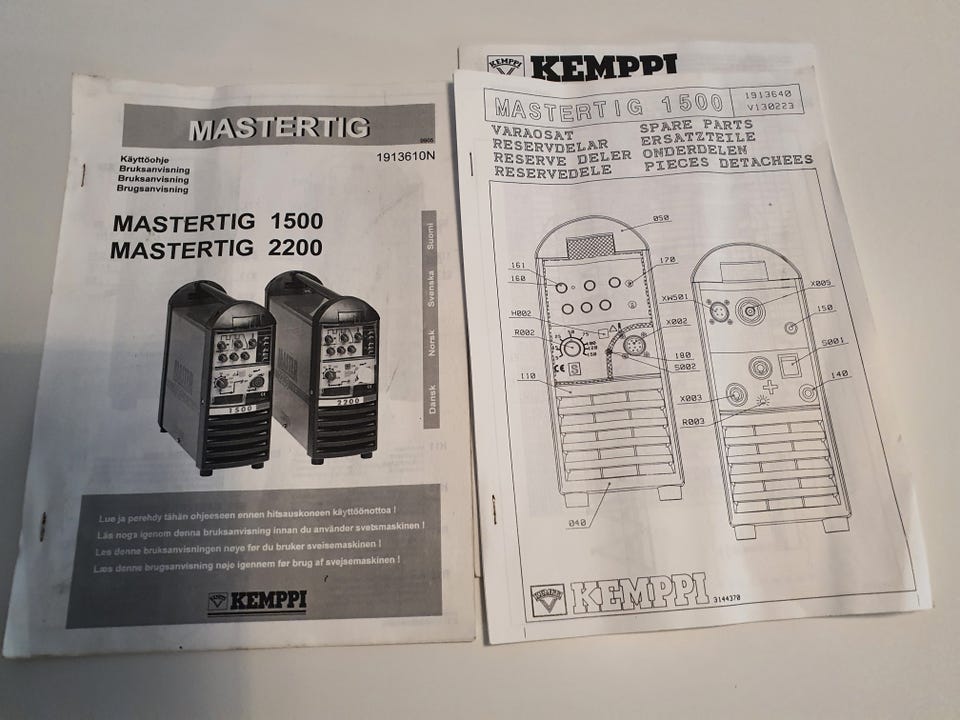 MASTERTIG
9905
1913610N
Käyttöohje
Bruksanvisning
Bruksanvisning
Brugsanvisning
MASTERTIG 1500
MASTERTIG 2200
Suomi
Svenska
Norsk
Dansk
MASTER
1500
2200
Lue ja perehdy tähän ohjeeseen ennen hitsauskoneen käyttöönottoa !
Läs noga igenom denna bruksanvisning innan du använder svetsmaskinen !
Les denne bruksanvisningen nøye før du bruker sveisemaskinen !
Læs denne brugsanvisning nøje igennem før brug af svejsemaskinen !
KEMPPI
KEMPPI
KEMPPI
MASTERTIG 1500
1913640
V130223
VARAOSAT SPARE PARTS
RESERVDELAR ERSATZTEILE
RESERVE DELER ONDERDELEN
RESERVEDELE PIECES DETACHEES
050
161
170
160
XW501
X005
H002
X002
150
R002
180
S001
S002
110
140
X003
R003
CE
S
040
KEMPPI
3144370